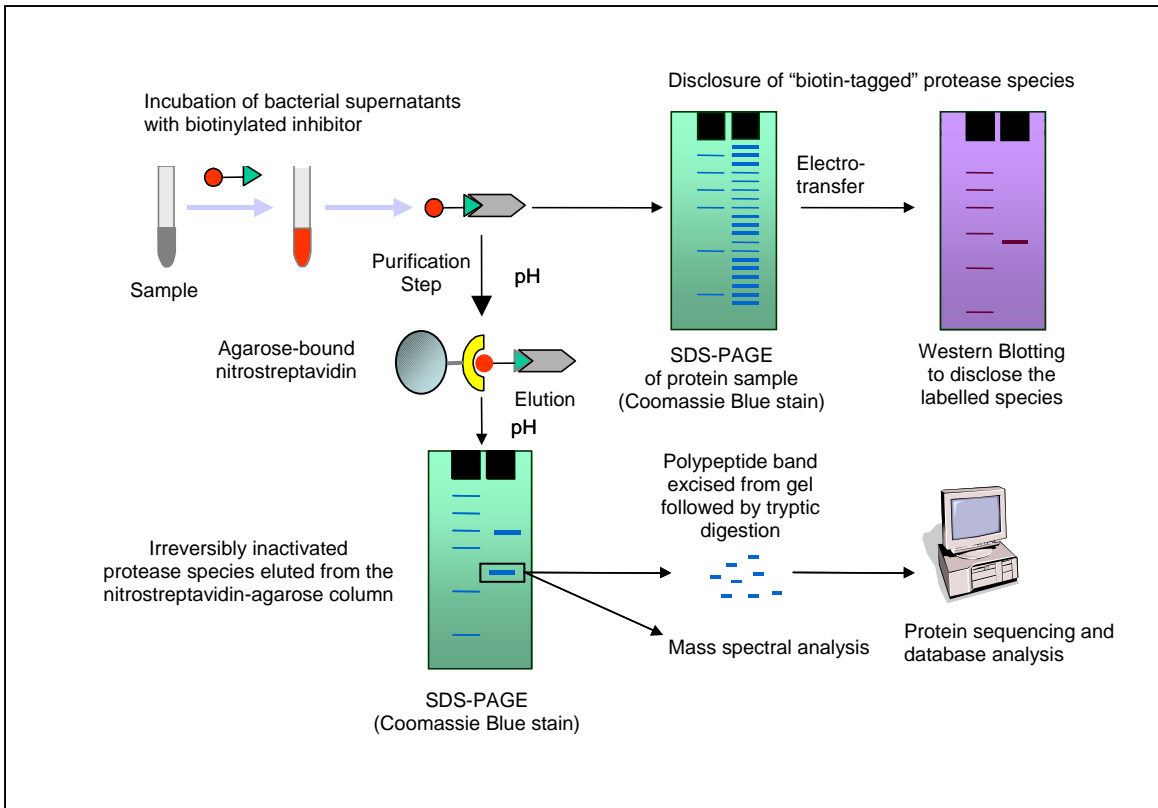 Disclosure of “biotin-tagged” protease species
Incubation of bacterial supernatants
with biotinylated inhibitor
Electro-
transfer
Sample
Purification
Step
pH
Agarose-bound
nitrostreptavidin
Elution
pH
SDS-PAGE
of protein sample
(Coomassie Blue stain)
Western Blotting
to disclose the
labelled species
Polypeptide band
excised from gel
followed by tryptic
digestion
Irreversibly inactivated
protease species eluted from the
nitrostreptavidin-agarose column
Mass spectral analysis
Protein sequencing and
database analysis
SDS-PAGE
(Coomassie Blue stain)